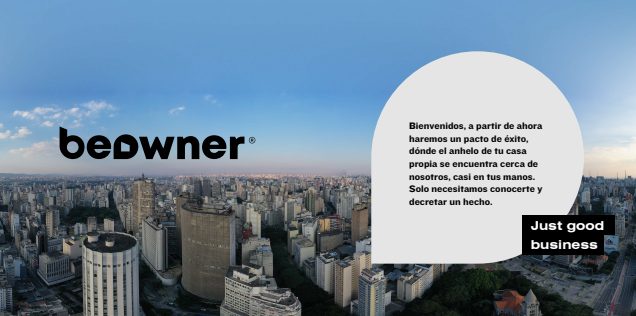 beowner®
Bienvenidos, a partir de ahora
haremos un pacto de éxito,
dónde el anhelo de tu casa
propia se encuentra cerca de
nosotros, casi en tus manos.
Solo necesitamos conocerte y
decretar un hecho.
Just good
business